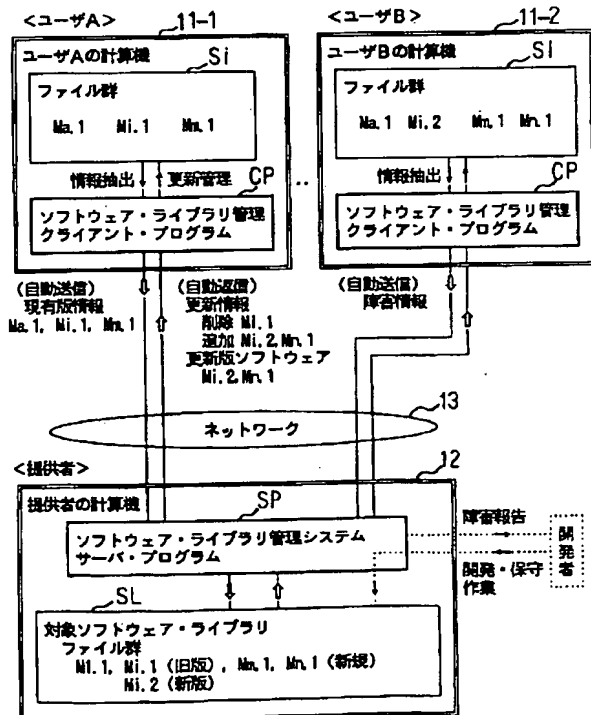 <ユーザA>
11-1
ユーザAの計算機
Si
ファイル群
Ma.1 Mi.1 Mm.1
情報抽出
更新管理
CP
ソフトウェア・ライブラリ管理
クライアント・プログラム
‥
<ユーザB>
11-2
ユーザBの計算機
SI
ファイル群
Ma.1 Mi.2 Mm.1 Mn.1
情報抽出
CP
ソフトウェア・ライブラリ管理
クライアント・プログラム
(自動送信)
現有版情報
Ma.1, Mi.1, Mm.1
(自動返信)
更新情報
削除 Mi.1
追加 Mi.2,Mn.1
更新版ソフトウェア
Mi.2,Mn.1
(自動送信)
障害情報
13
ネットワーク
<提供者>
12
提供者の計算機
SP
ソフトウェア・ライブラリ管理システム
サーバ・プログラム
障害報告
開発・保守
作業
開発者
SL
対象ソフトウェア・ライブラリ
ファイル群
M1.1, Mi.1(旧版), Mm.1, Mn.1(新規)
Mi.2(新版)